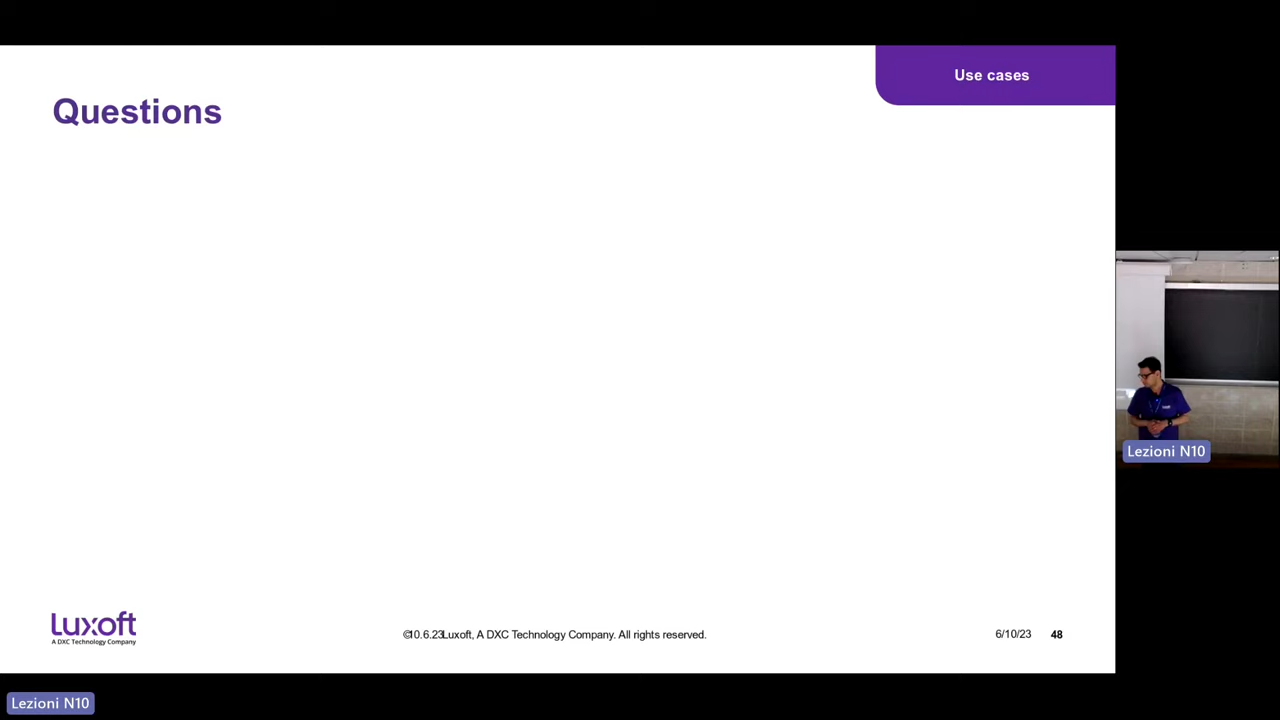 Use cases
Questions
Lezioni N10
Luxoft
A DXC Technology Company
©10.6.23Luxoft, A DXC Technology Company. All rights reserved.
6/10/23
48
Lezioni N10